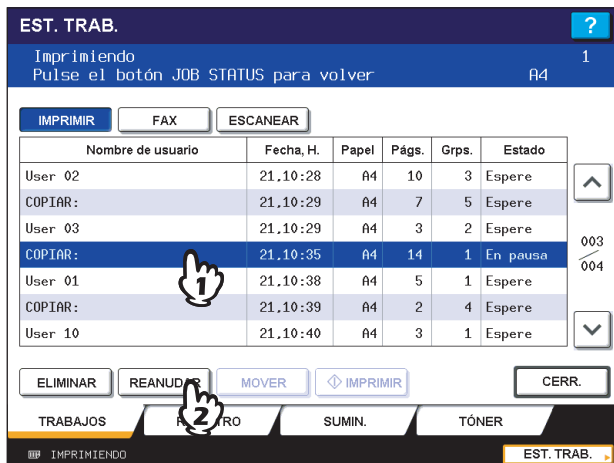 EST. TRAB. ?
Imprimiendo 1
Pulse el botón JOB STATUS para volver A4
IMPRIMIR FAX ESCANEAR
Nombre de usuario Fecha, H. Papel Págs. Grps. Estado
User 02 21,10:28 A4 10 3 Espere
COPIAR: 21,10:29 A4 7 5 Espere
User 03 21,10:29 A4 3 2 Espere
COPIAR: 21,10:35 A4 14 1 En pausa
User 01 21,10:38 A4 5 1 Espere
COPIAR: 21,10:39 A4 2 4 Espere
User 10 21,10:40 A4 3 1 Espere
003
004
1
ELIMINAR REANUDAR MOVER IMPRIMIR CERR.
2
TRABAJOS SUMIN. TÓNER
IMPRIMIENDO EST. TRAB.